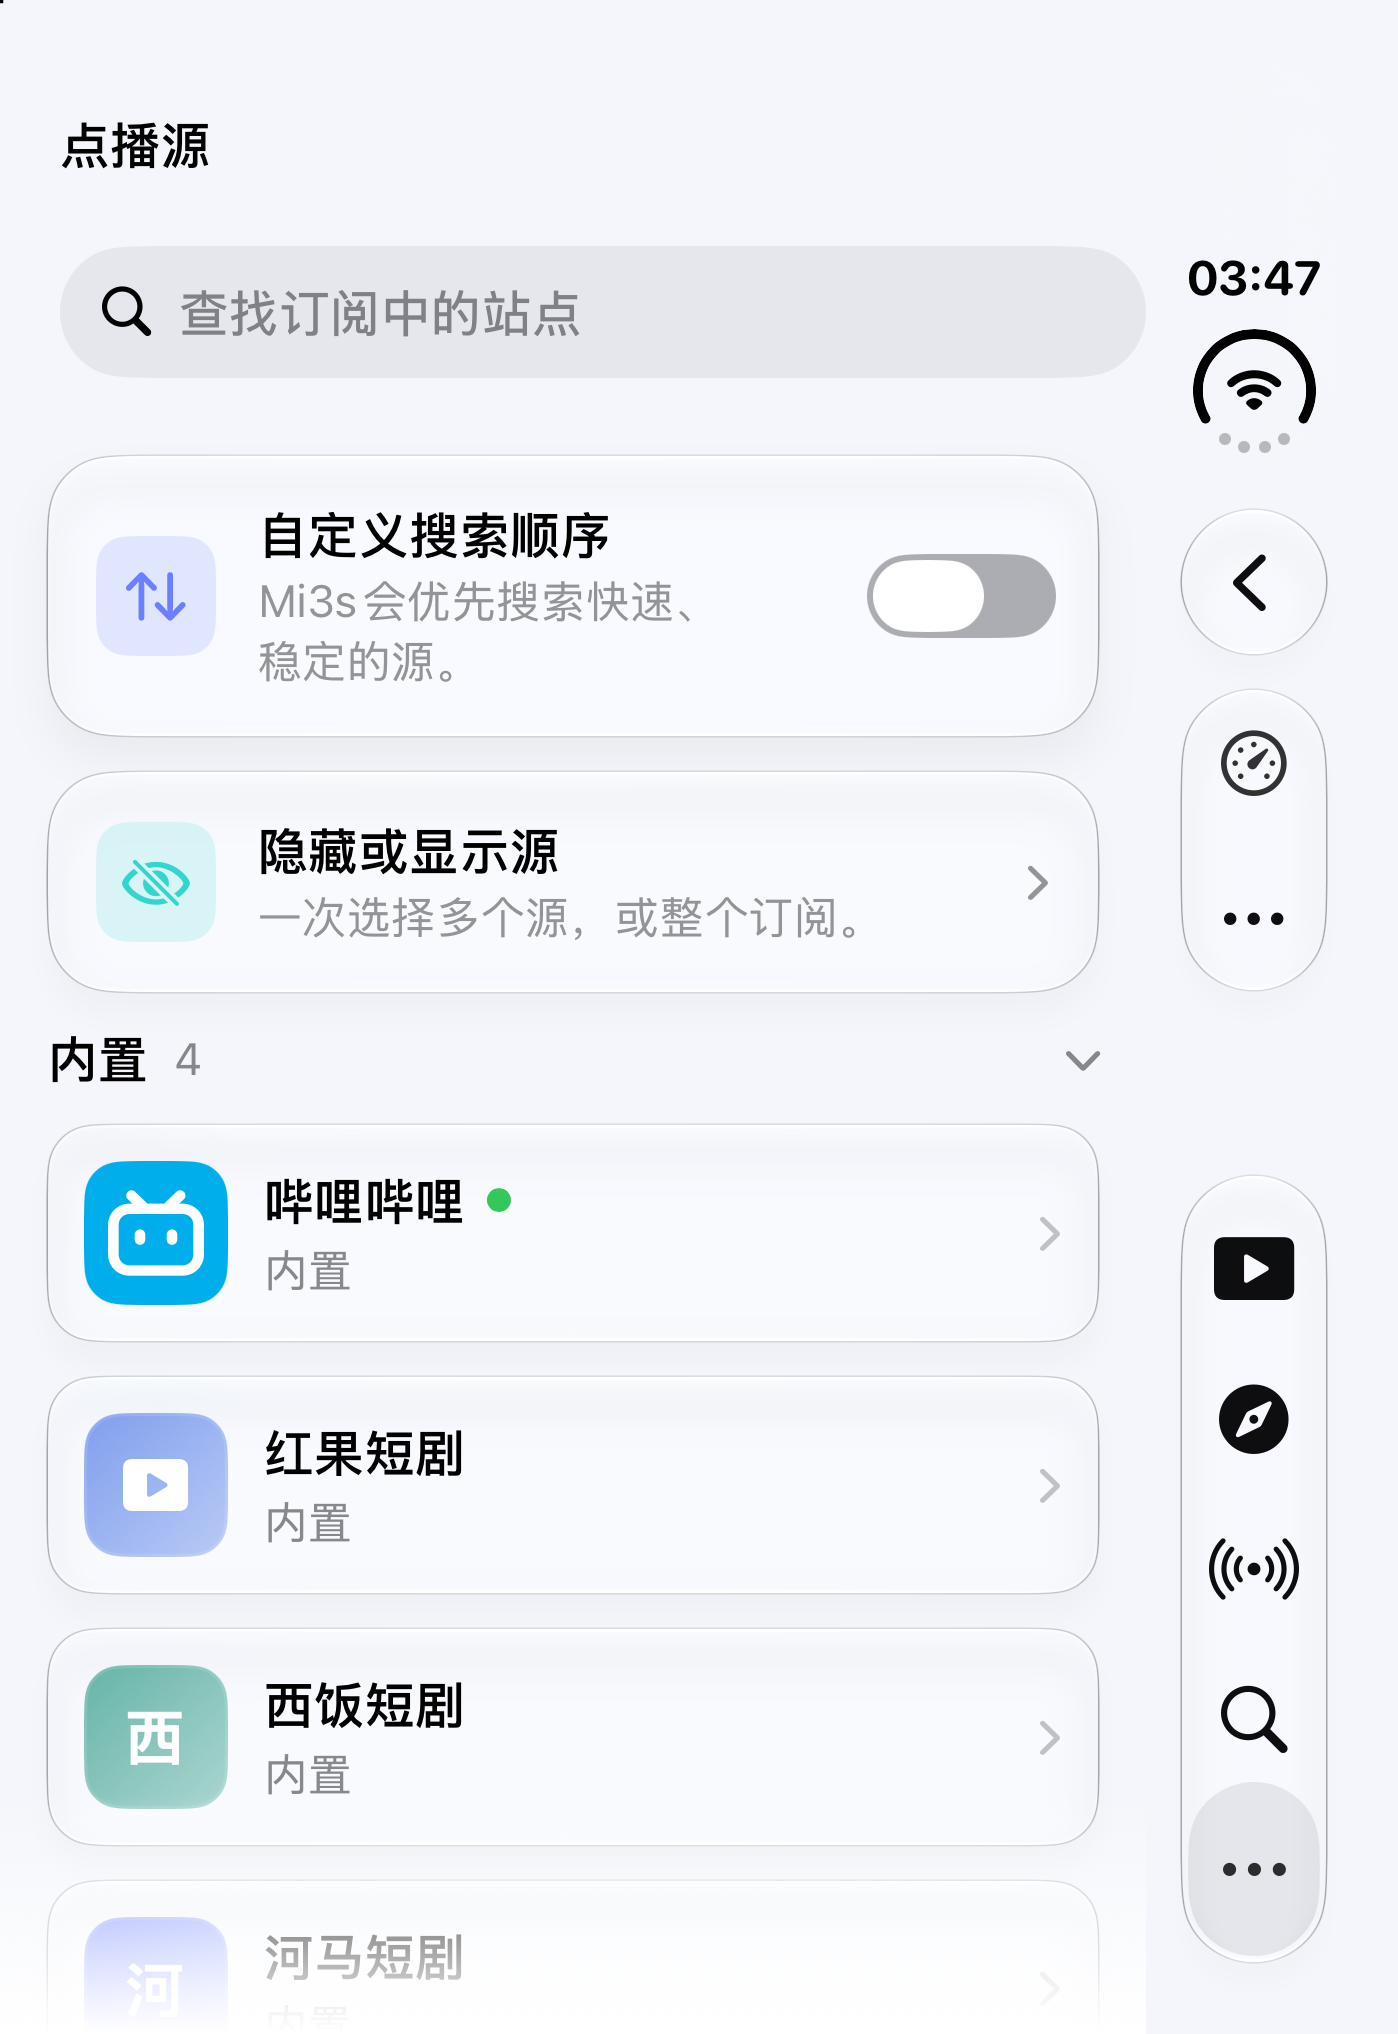 点播源
查找订阅中的站点
03:47
自定义搜索顺序
Mi3s会优先搜索快速、
稳定的源。
隐藏或显示源
一次选择多个源，或整个订阅。
内置 4
哔哩哔哩
内置
红果短剧
内置
西
西饭短剧
内置
河
河马短剧
内置